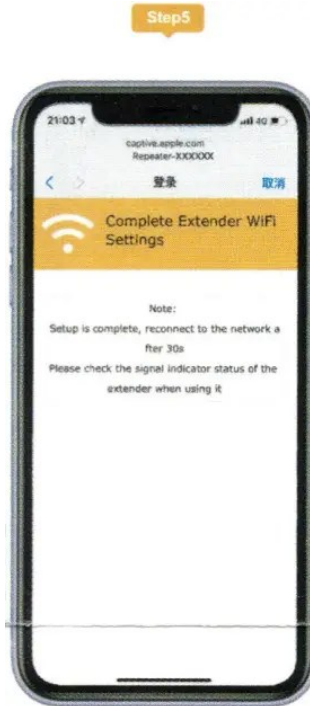 Step5
21:03
4G
captive.apple.com
Repeater-XXXXXX
登录
取消
Complete Extender WiFi
Settings
Note:
Setup is complete, reconnect to the network a
fter 30s
Please check the signal indicator status of the
extender when using it